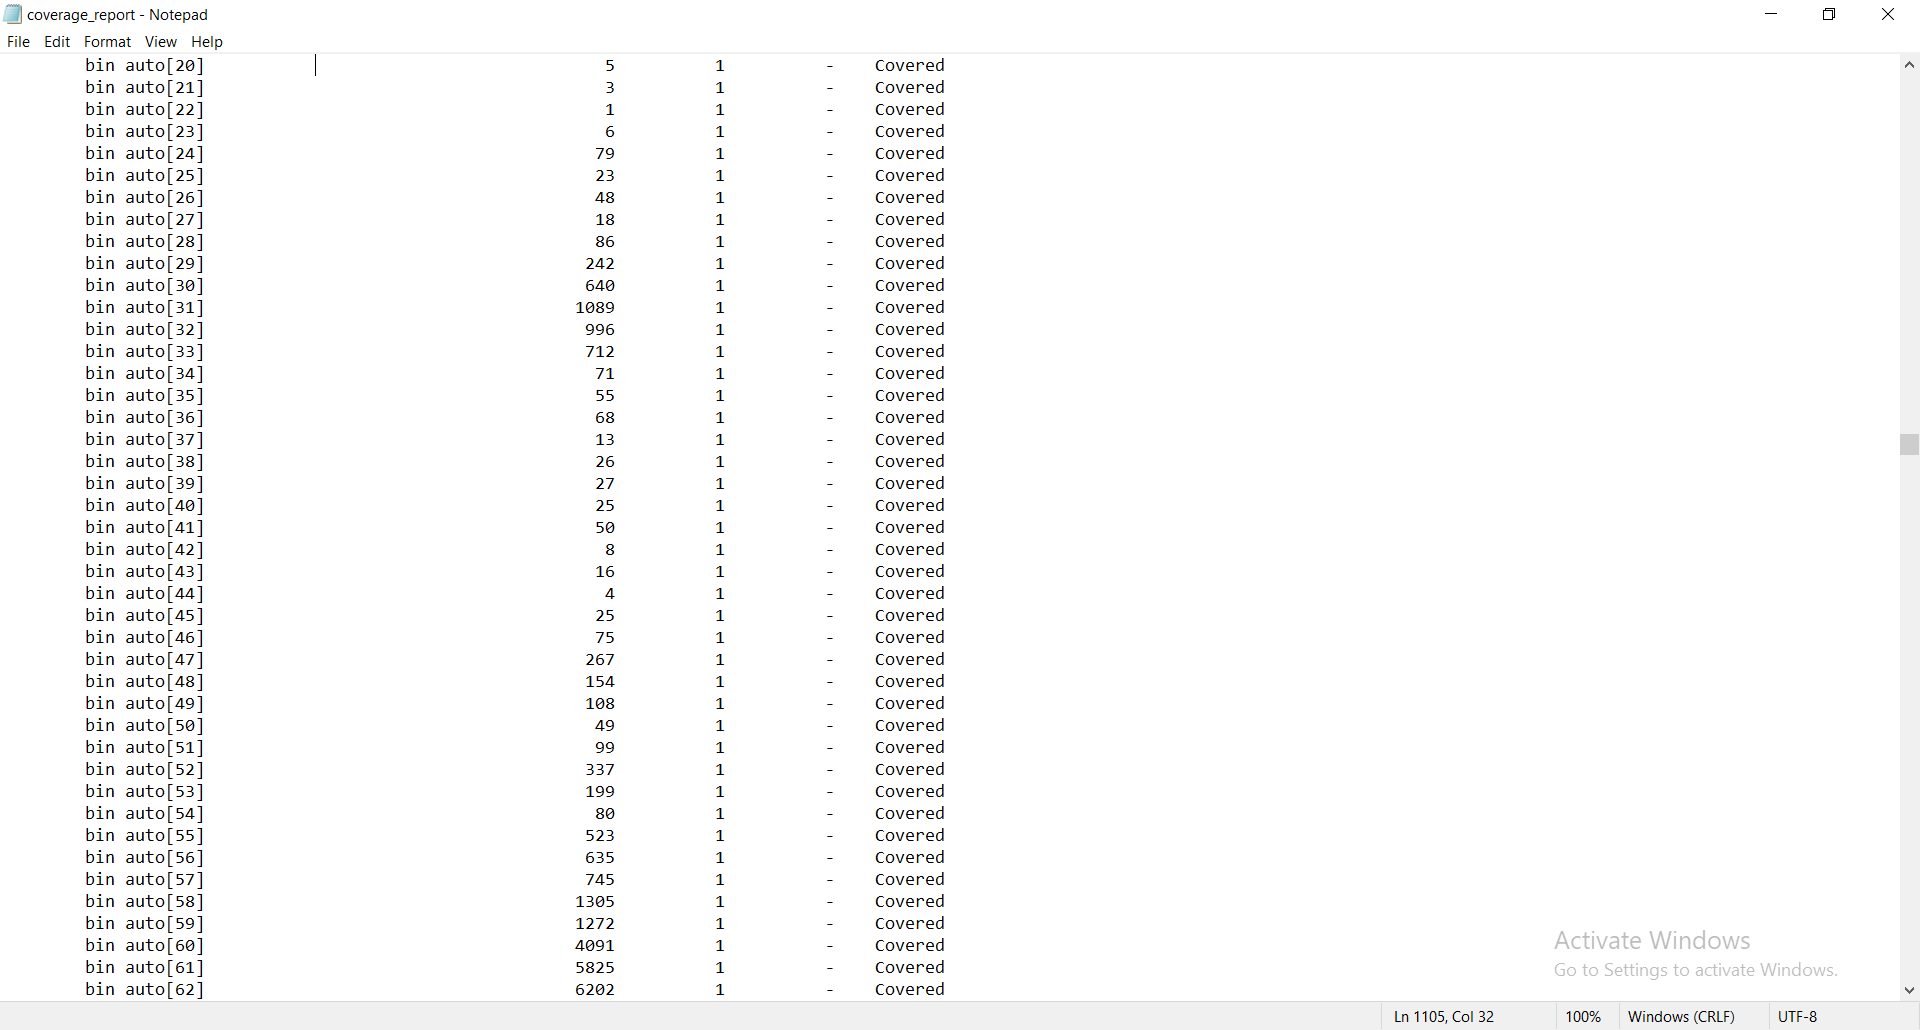 coverage_report - Notepad
File Edit Format View Help
bin auto[20] 5 1 - Covered
bin auto[21] 3 1 - Covered
bin auto[22] 1 1 - Covered
bin auto[23] 6 1 - Covered
bin auto[24] 79 1 - Covered
bin auto[25] 23 1 - Covered
bin auto[26] 48 1 - Covered
bin auto[27] 18 1 - Covered
bin auto[28] 86 1 - Covered
bin auto[29] 242 1 - Covered
bin auto[30] 640 1 - Covered
bin auto[31] 1089 1 - Covered
bin auto[32] 996 1 - Covered
bin auto[33] 712 1 - Covered
bin auto[34] 71 1 - Covered
bin auto[35] 55 1 - Covered
bin auto[36] 68 1 - Covered
bin auto[37] 13 1 - Covered
bin auto[38] 26 1 - Covered
bin auto[39] 27 1 - Covered
bin auto[40] 25 1 - Covered
bin auto[41] 50 1 - Covered
bin auto[42] 8 1 - Covered
bin auto[43] 16 1 - Covered
bin auto[44] 4 1 - Covered
bin auto[45] 25 1 - Covered
bin auto[46] 75 1 - Covered
bin auto[47] 267 1 - Covered
bin auto[48] 154 1 - Covered
bin auto[49] 108 1 - Covered
bin auto[50] 49 1 - Covered
bin auto[51] 99 1 - Covered
bin auto[52] 337 1 - Covered
bin auto[53] 199 1 - Covered
bin auto[54] 80 1 - Covered
bin auto[55] 523 1 - Covered
bin auto[56] 635 1 - Covered
bin auto[57] 745 1 - Covered
bin auto[58] 1305 1 - Covered
bin auto[59] 1272 1 - Covered
bin auto[60] 4091 1 - Covered
bin auto[61] 5825 1 - Covered
bin auto[62] 6202 1 - Covered
Activate Windows
Go to Settings to activate Windows.
Ln 1105, Col 32 100% Windows (CRLF) UTF-8